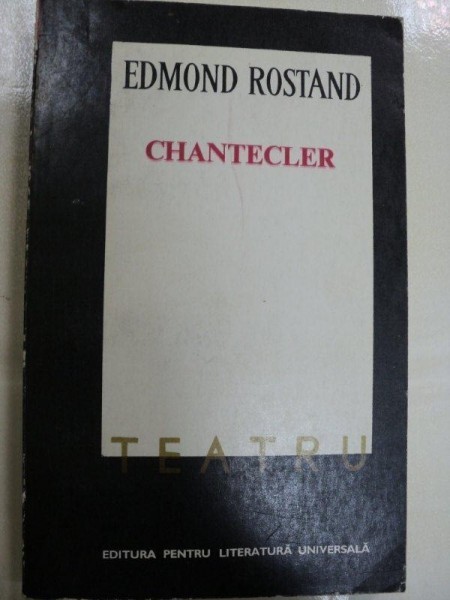 EDMOND ROSTAND
CHANTECLER
TEATRU
EDITURA PENTRU LITERATURĂ UNIVERSALĂ